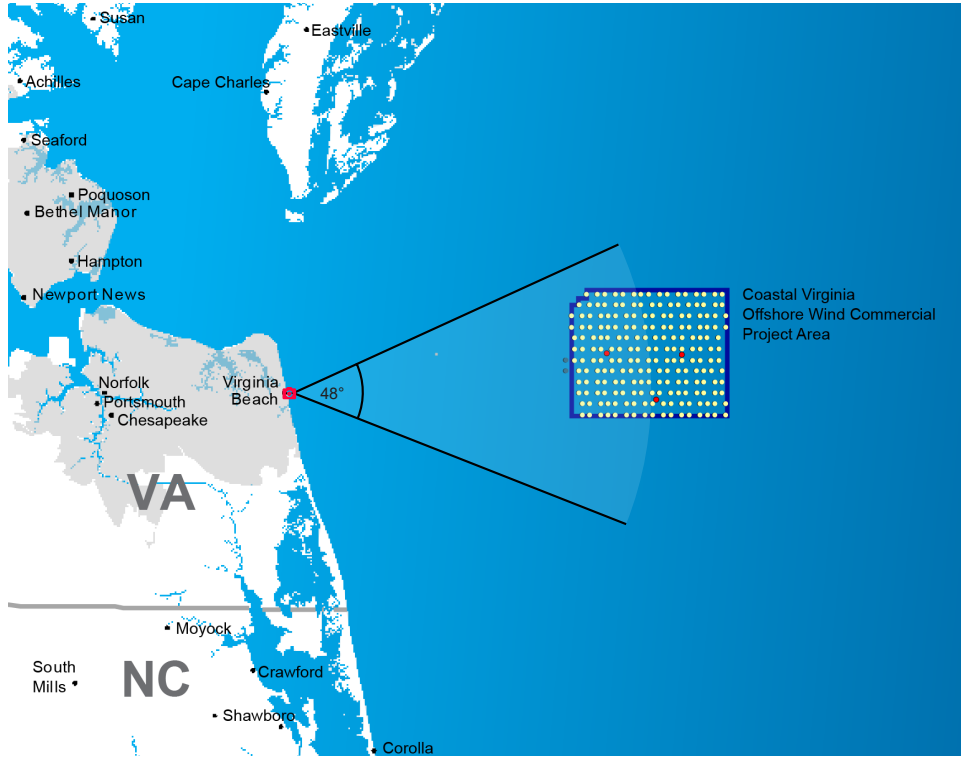 Susan
Eastville
Achilles
Cape Charles
Seaford
Poquoson
Bethel Manor
Hampton
Newport News
Coastal Virginia
Offshore Wind Commercial
Project Area
Norfolk
Virginia
Beach
48°
Portsmouth
Chesapeake
VA
Moyock
South
Mills
NC
Crawford
Shawboro
Corolla